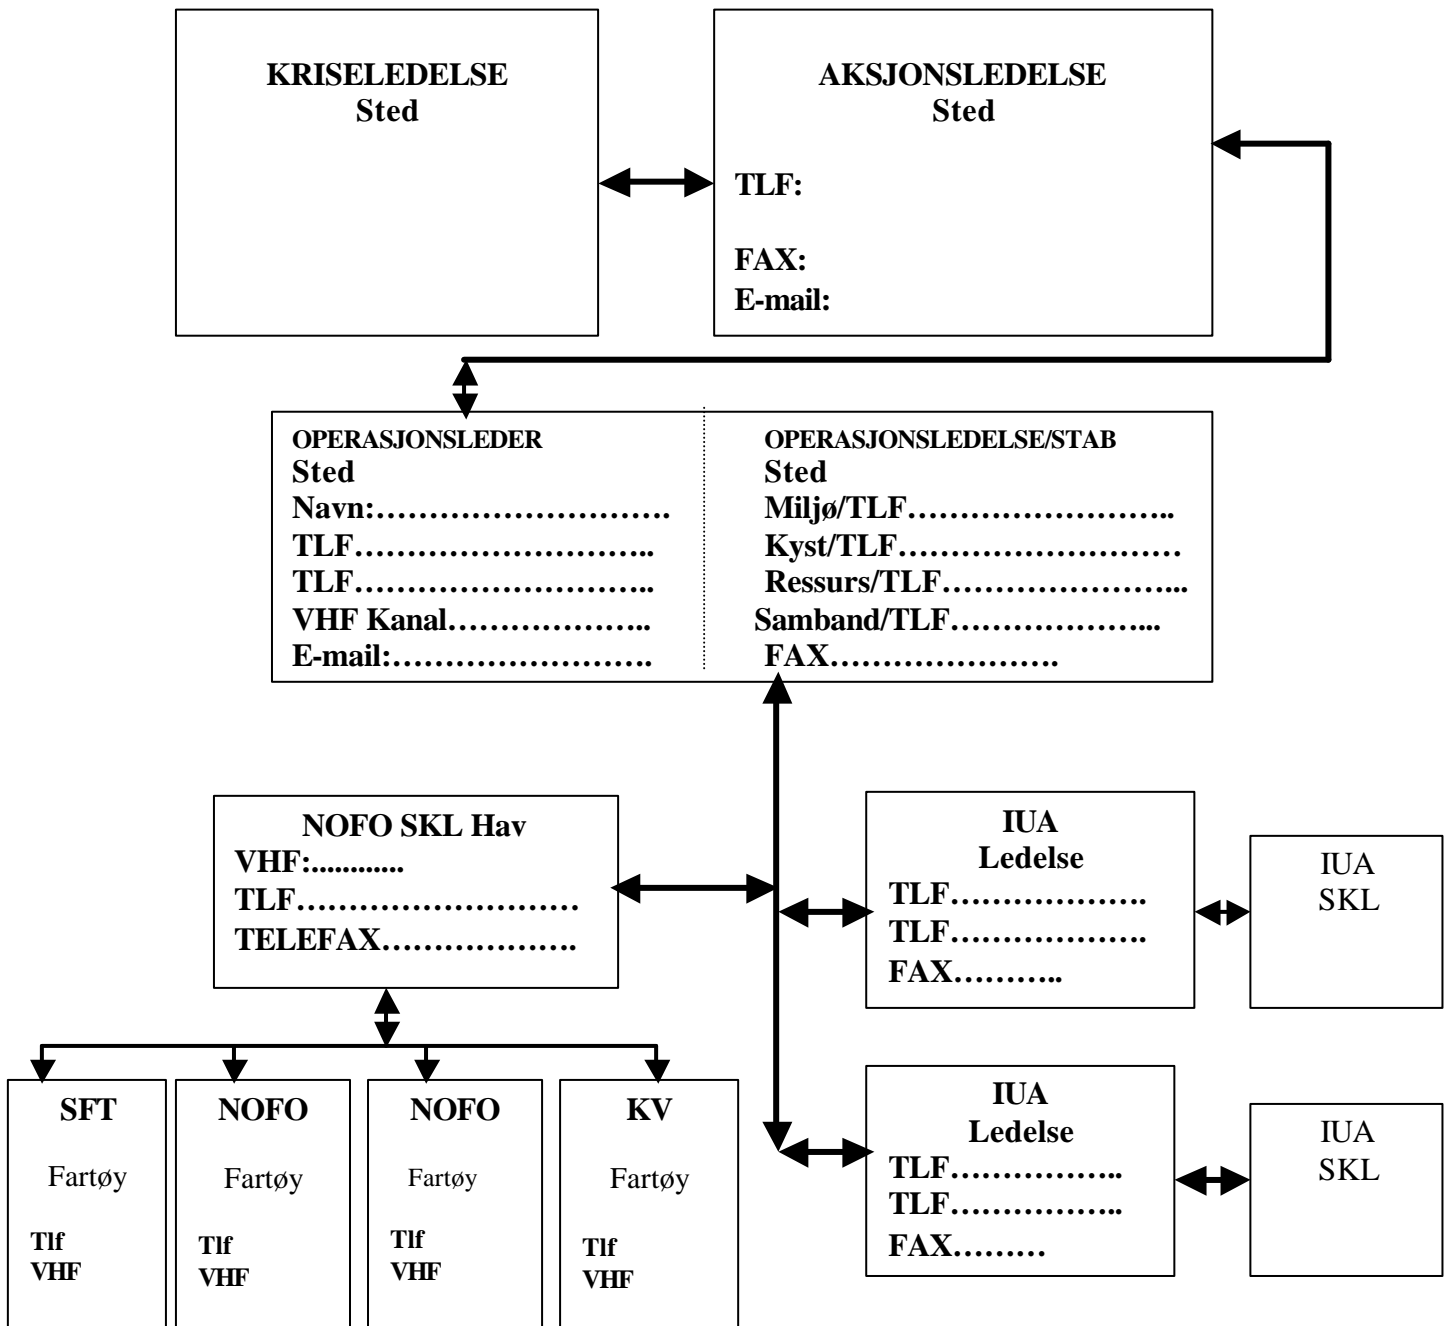 KRISELEDELSE
Sted
AKSJONSLEDELSE
Sted
TLF:
FAX:
E-mail:
OPERASJONSLEDER
Sted
Navn:……………………….
TLF………………………..
TLF………………………..
VHF Kanal………………..
E-mail:…………………….
OPERASJONSLEDELSE/STAB
Sted
Miljø/TLF……………………..
Kyst/TLF………………………
Ressurs/TLF…………………...
Samband/TLF………………...
FAX………………….
NOFO SKL Hav
VHF:............
TLF………………………
TELEFAX……………….
IUA
Ledelse
TLF……………….
TLF……………….
FAX………..
IUA
SKL
SFT
Fartøy
Tlf
VHF
NOFO
Fartøy
Tlf
VHF
NOFO
Fartøy
Tlf
VHF
KV
Fartøy
Tlf
VHF
IUA
Ledelse
TLF……………..
TLF……………..
FAX………
IUA
SKL